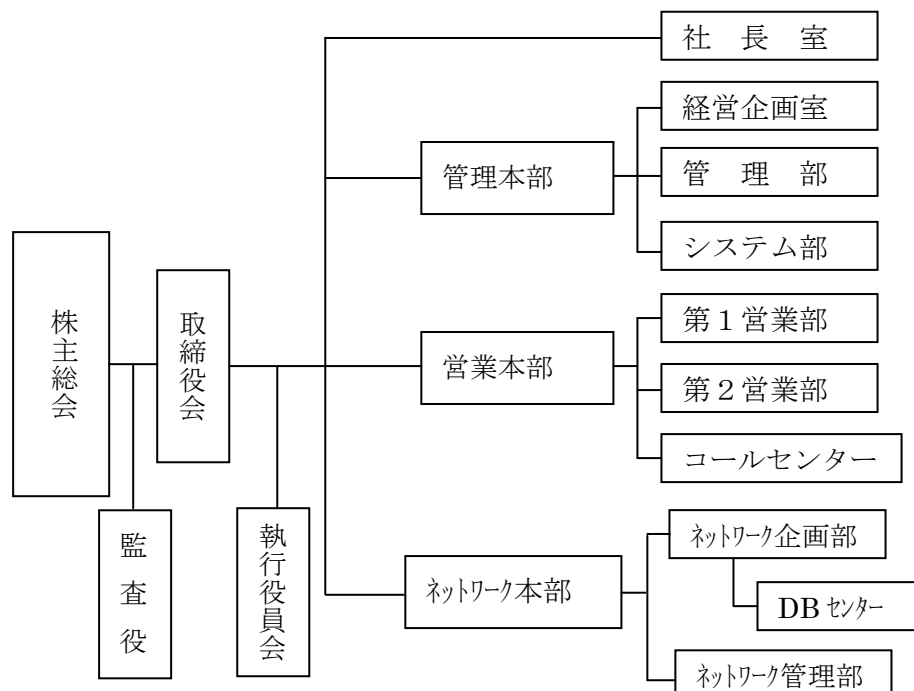 社　長　室
経営企画室
管理本部
管　理　部
システム部
株主総会
取締役会
第１営業部
営業本部
第２営業部
コールセンター
監査役
執行役員会
ﾈｯﾄﾜｰｸ企画部
ﾈｯﾄﾜｰｸ本部
DB ｾﾝﾀｰ
ﾈｯﾄﾜｰｸ管理部